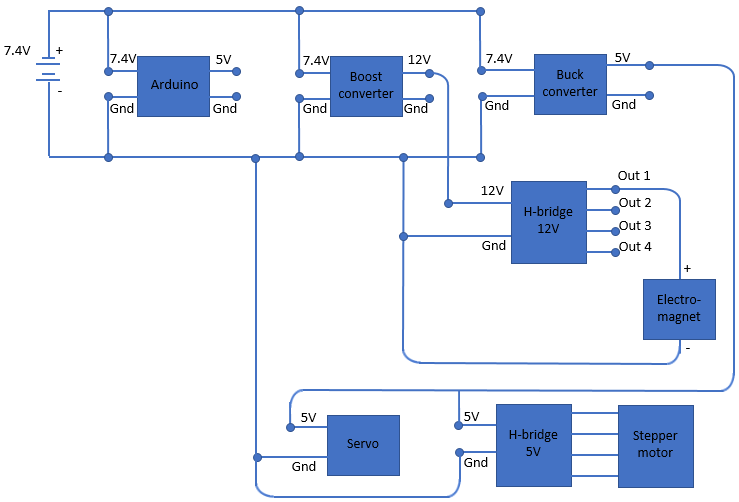 7.4V
+
-
7.4V
Arduino
5V
Gnd
Gnd
7.4V
Boost
converter
12V
Gnd
Gnd
7.4V
Buck
converter
5V
Gnd
Gnd
12V
H-bridge
12V
Gnd
Out 1
Out 2
Out 3
Out 4
+
Electro-
magnet
-
5V
Servo
Gnd
5V
H-bridge
5V
Gnd
Stepper
motor